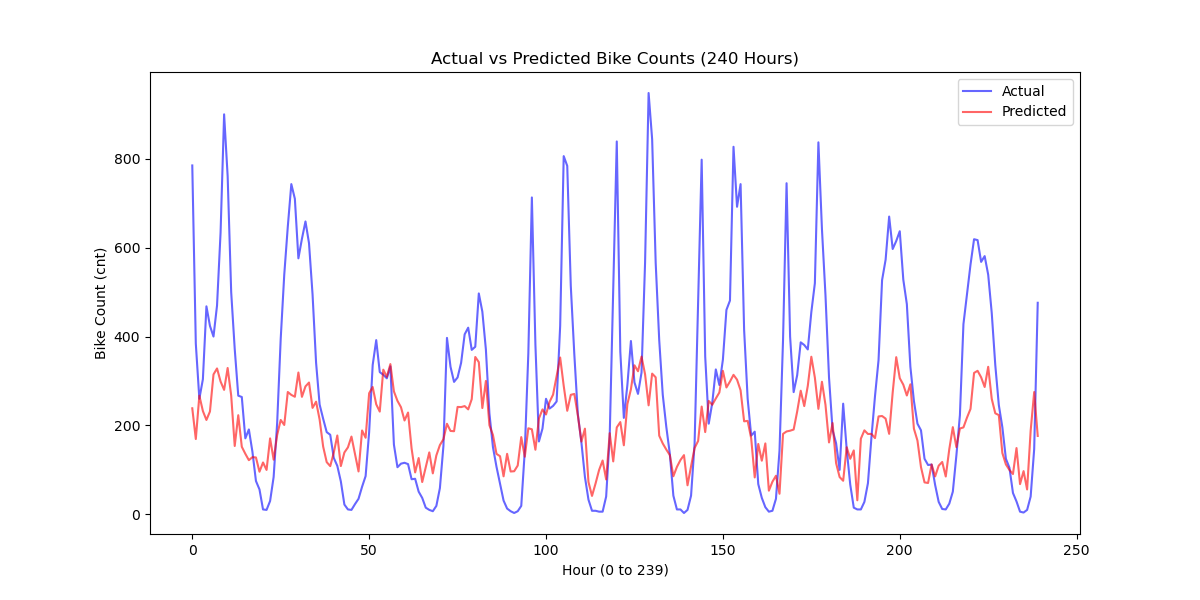 Actual vs Predicted Bike Counts (240 Hours)
Actual
Predicted
Bike Count (cnt)
800
600
400
200
0
0 50 100 150 200 250
Hour (0 to 239)